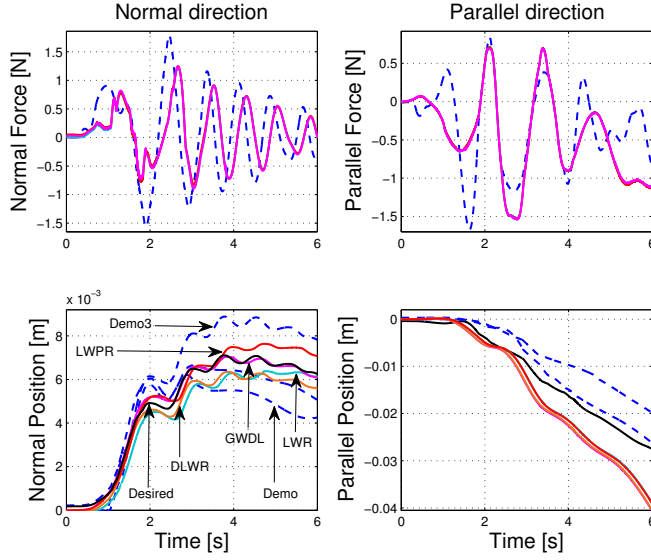 Normal direction
Parallel direction
Normal Force [N]
1.5
1
0.5
0
−0.5
−1
−1.5
0 2 4 6
Parallel Force [N]
1
0.5
0
−0.5
−1
−1.5
0 2 4 6
x 10⁻³
Normal Position [m]
8
6
4
2
0
0 2 4 6
Time [s]
Demo3
LWPR
Desired
DLWR
GWDL
LWR
Demo
Parallel Position [m]
0
−0.01
−0.02
−0.03
−0.04
0 2 4 6
Time [s]